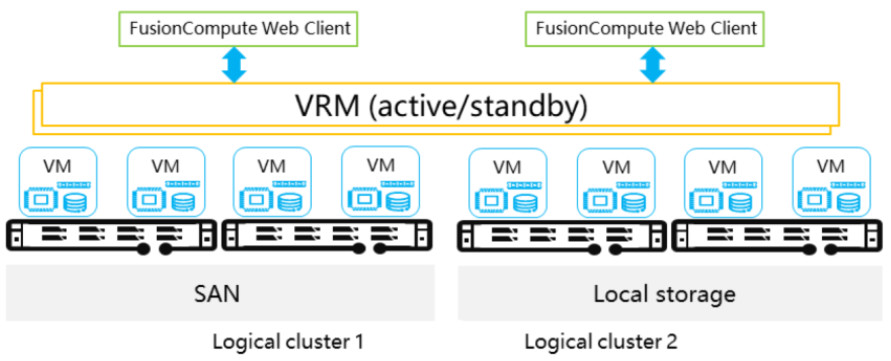 FusionCompute Web Client
FusionCompute Web Client
VRM (active/standby)
VM
VM
VM
VM
VM
VM
VM
VM
SAN
Local storage
Logical cluster 1
Logical cluster 2